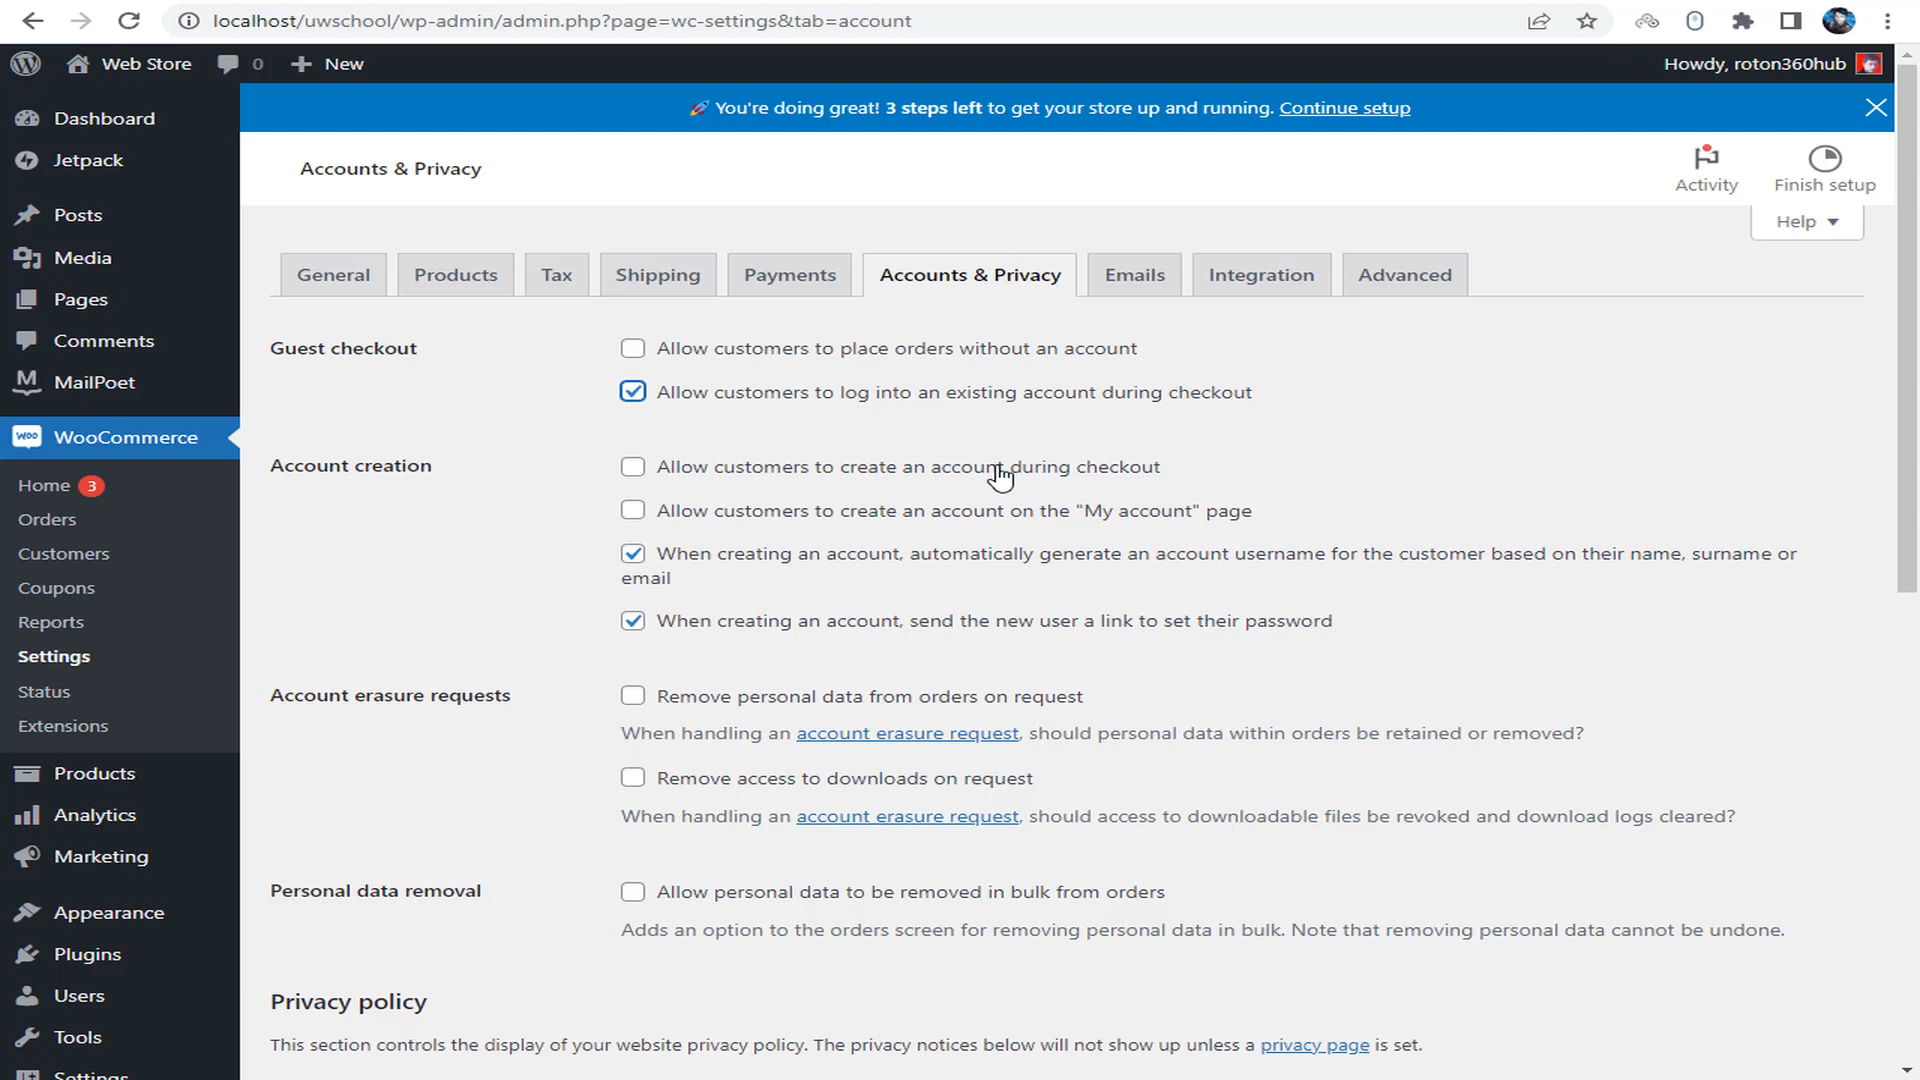 localhost/uwschool/wp-admin/admin.php?page=wc-settings&tab=account
Web Store
0
New
Howdy, roton360hub
You're doing great! 3 steps left to get your store up and running. Continue setup
Accounts & Privacy
Activity
Finish setup
Help
Dashboard
Jetpack
Posts
Media
Pages
Comments
MailPoet
WooCommerce
Home 3
Orders
Customers
Coupons
Reports
Settings
Status
Extensions
Products
Analytics
Marketing
Appearance
Plugins
Users
Tools
Settings
General
Products
Tax
Shipping
Payments
Accounts & Privacy
Emails
Integration
Advanced
Guest checkout
Allow customers to place orders without an account
Allow customers to log into an existing account during checkout
Account creation
Allow customers to create an account during checkout
Allow customers to create an account on the "My account" page
When creating an account, automatically generate an account username for the customer based on their name, surname or
email
When creating an account, send the new user a link to set their password
Account erasure requests
Remove personal data from orders on request
When handling an account erasure request, should personal data within orders be retained or removed?
Remove access to downloads on request
When handling an account erasure request, should access to downloadable files be revoked and download logs cleared?
Personal data removal
Allow personal data to be removed in bulk from orders
Adds an option to the orders screen for removing personal data in bulk. Note that removing personal data cannot be undone.
Privacy policy
This section controls the display of your website privacy policy. The privacy notices below will not show up unless a privacy page is set.